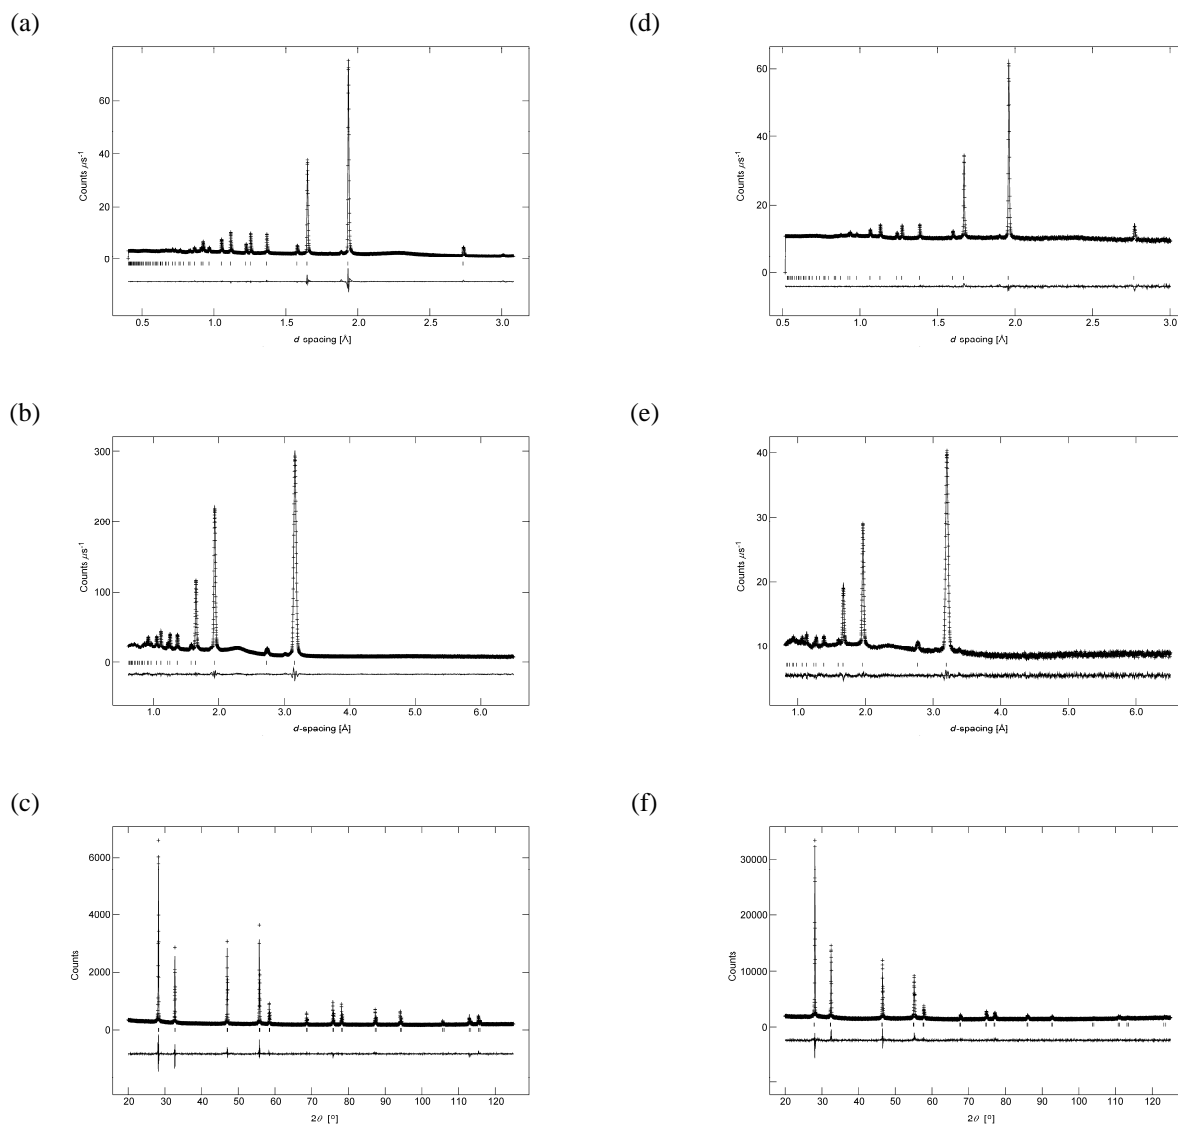 (a)
Counts μs⁻¹
60
40
20
0
0.5 1.0 1.5 2.0 2.5 3.0
d spacing [Å]
(d)
Counts μs⁻¹
60
40
20
0
0.5 1.0 1.5 2.0 2.5 3.0
d spacing [Å]
(b)
Counts μs⁻¹
300
200
100
0
1.0 2.0 3.0 4.0 5.0 6.0
d-spacing [Å]
(e)
Counts μs⁻¹
40
30
20
10
1.0 2.0 3.0 4.0 5.0 6.0
d-spacing [Å]
(c)
Counts
6000
4000
2000
0
20 30 40 50 60 70 80 90 100 110 120
2θ [°]
(f)
Counts
30000
20000
10000
0
20 30 40 50 60 70 80 90 100 110 120
2θ [°]